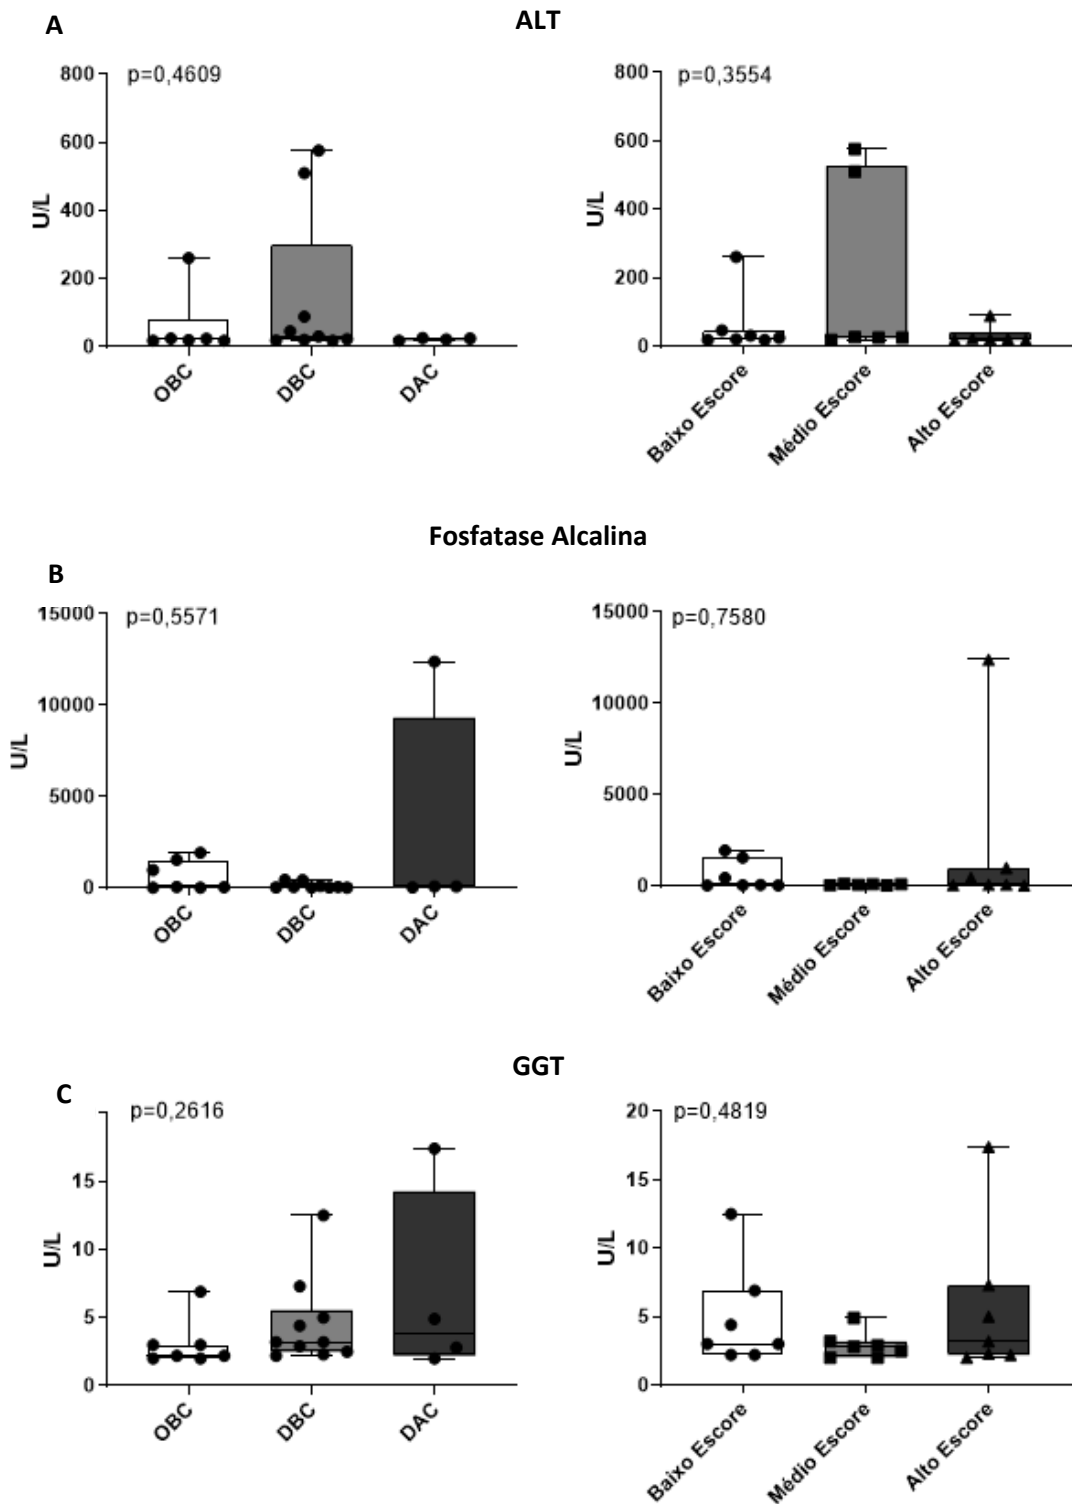 A
ALT
p=0,4609
800
600
400
200
0
U/L
OBC
DBC
DAC
p=0,3554
800
600
400
200
0
U/L
Baixo Escore
Médio Escore
Alto Escore
Fosfatase Alcalina
B
p=0,5571
15000
10000
5000
0
U/L
OBC
DBC
DAC
p=0,7580
15000
10000
5000
0
U/L
Baixo Escore
Médio Escore
Alto Escore
GGT
C
p=0,2616
15
10
5
0
U/L
OBC
DBC
DAC
p=0,4819
20
15
10
5
0
U/L
Baixo Escore
Médio Escore
Alto Escore